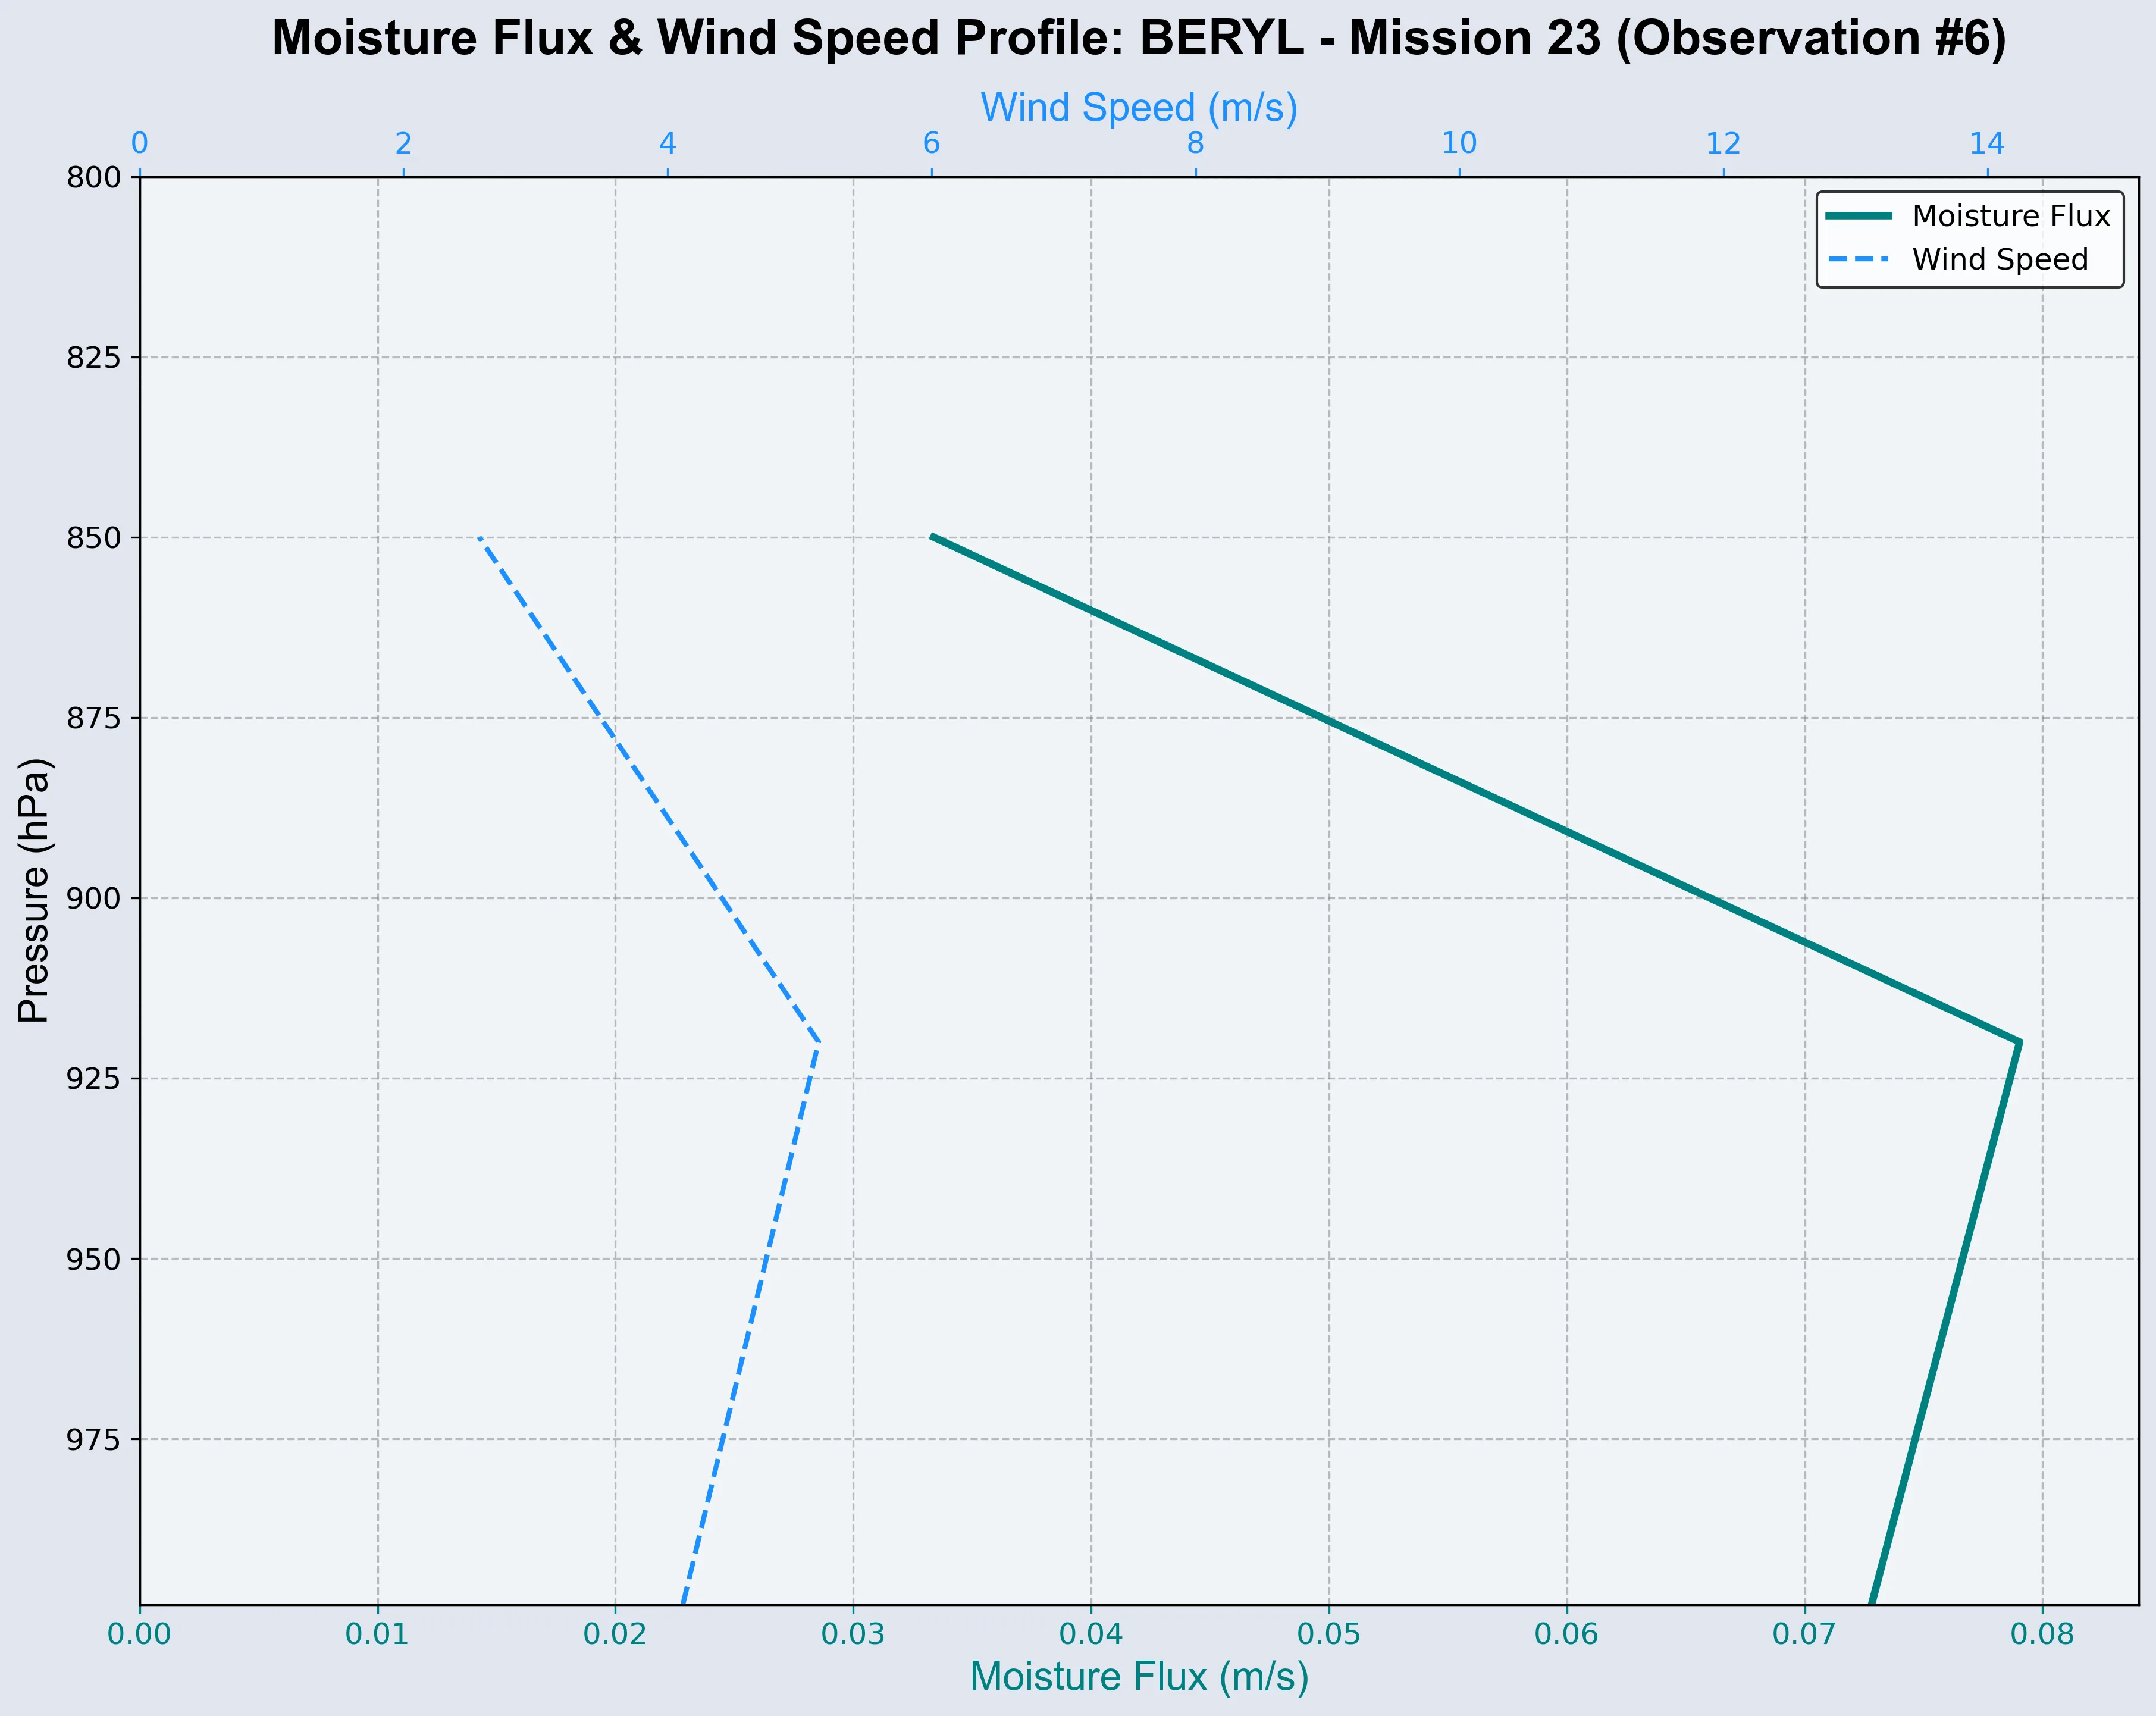 Moisture Flux & Wind Speed Profile: BERYL - Mission 23 (Observation #6)
Wind Speed (m/s)
0 2 4 6 8 10 12 14
Moisture Flux
Wind Speed
800
825
850
875
900
925
950
975
Pressure (hPa)
0.00 0.01 0.02 0.03 0.04 0.05 0.06 0.07 0.08
Moisture Flux (m/s)